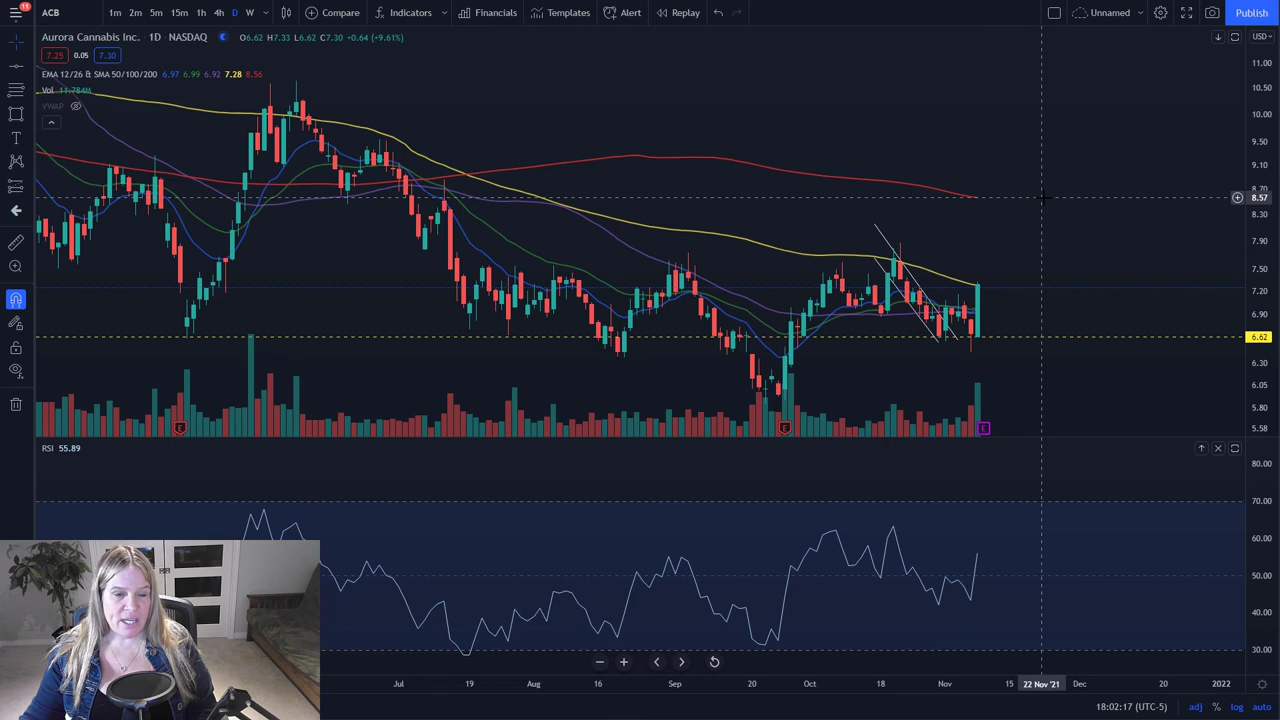 11
ACB
1m 2m 5m 15m 1h 4h D W
Compare
Indicators
Financials
Templates
Alert
Replay
Unnamed
Publish
Aurora Cannabis Inc. · 1D · NASDAQ
O6.62 H7.33 L6.62 C7.30 +0.64 (+9.61%)
USD
7.25 0.05 7.30
EMA 12/26 & SMA 50/100/200 6.97 6.99 6.92 7.28 8.56
Vol 11.784M
VWAP
11.00
10.50
10.00
9.50
9.10
8.70
8.57
8.30
7.90
7.50
7.20
6.90
6.62
6.30
6.05
5.80
5.58
E
E
E
RSI 55.89
80.00
70.00
60.00
50.00
40.00
30.00
Jul 19 Aug 16 Sep 20 Oct 18 Nov 15 22 Nov '21 Dec 20 2022
18:02:17 (UTC-5)
adj % log auto